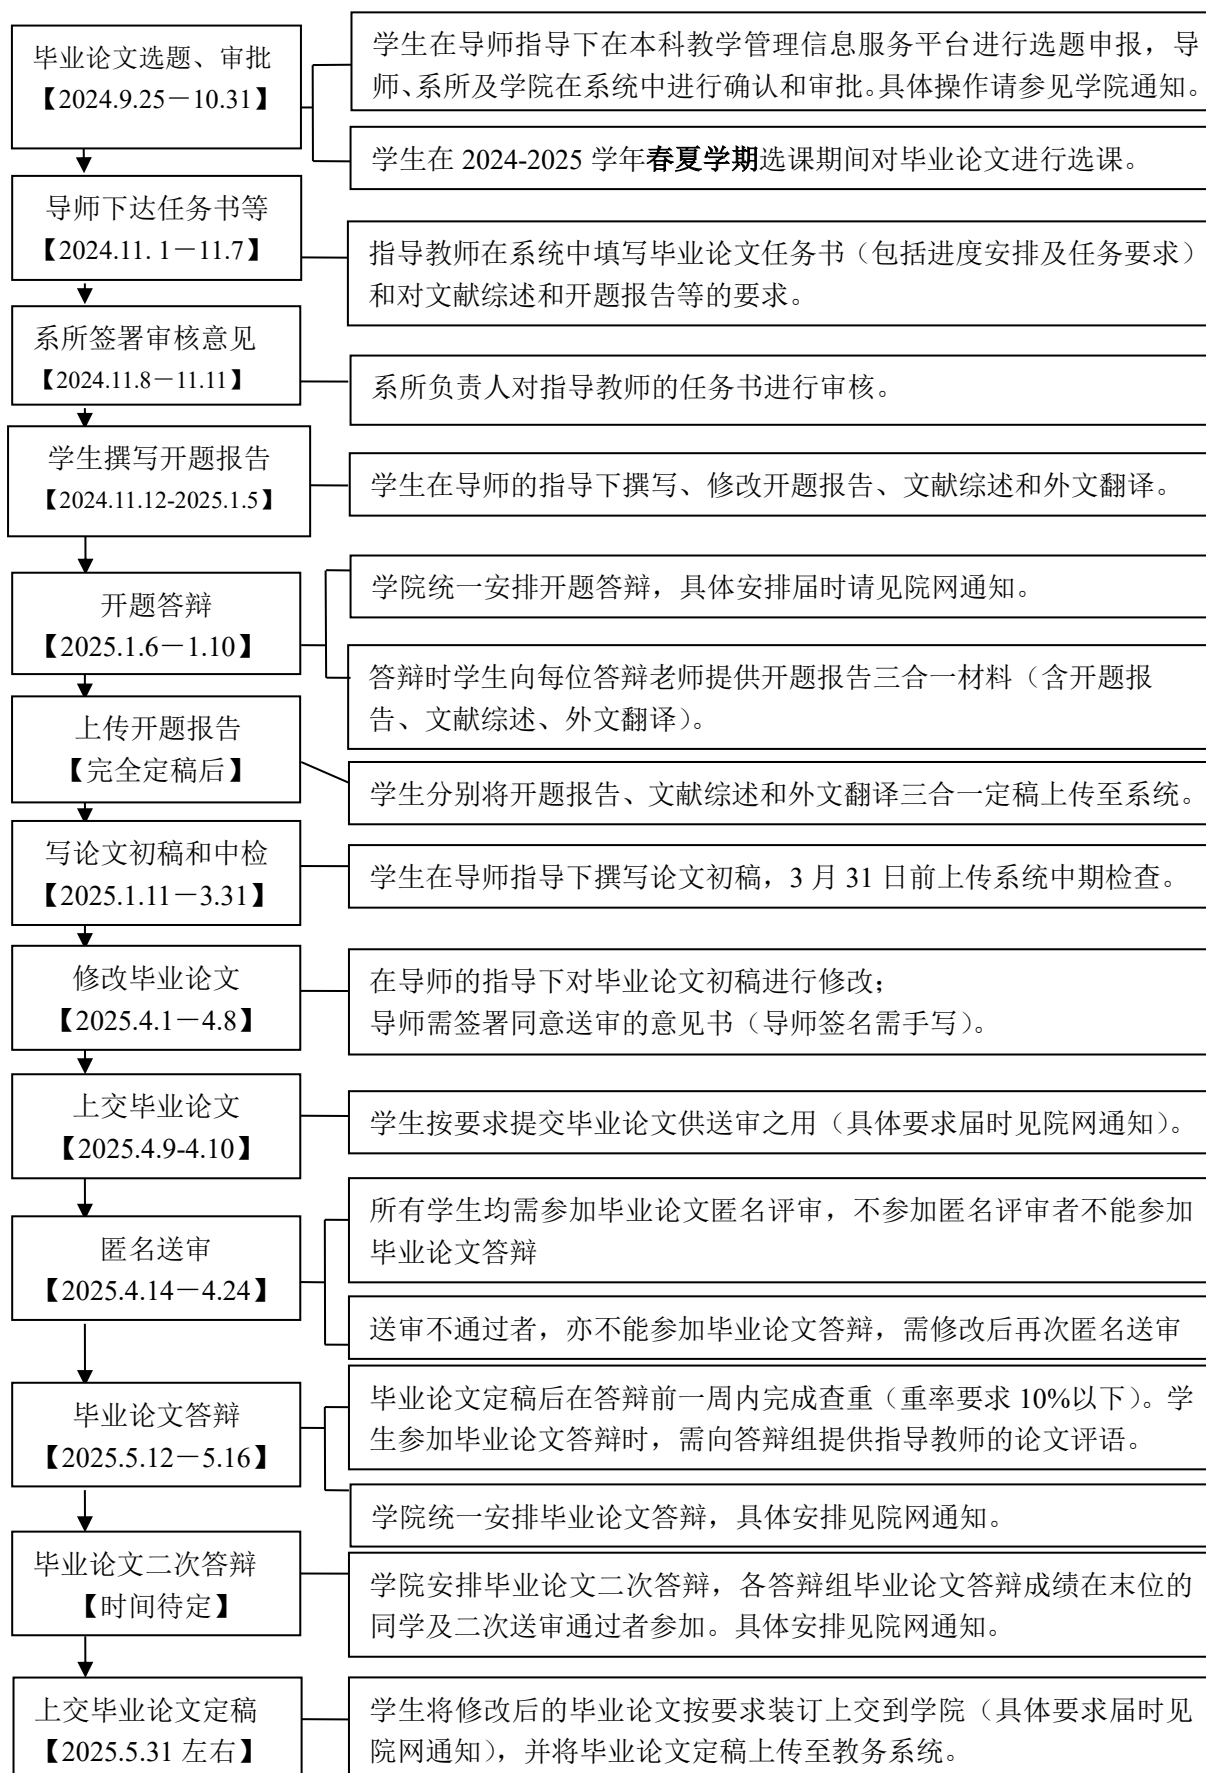 毕业论文选题、审批
【2024.9.25－10.31】
学生在导师指导下在本科教学管理信息服务平台进行选题申报，导
师、系所及学院在系统中进行确认和审批。具体操作请参见学院通知。
学生在 2024-2025 学年春夏学期选课期间对毕业论文进行选课。
导师下达任务书等
【2024.11. 1－11.7】
指导教师在系统中填写毕业论文任务书（包括进度安排及任务要求）
和对文献综述和开题报告等的要求。
系所签署审核意见
【2024.11.8－11.11】
系所负责人对指导教师的任务书进行审核。
学生撰写开题报告
【2024.11.12-2025.1.5】
学生在导师的指导下撰写、修改开题报告、文献综述和外文翻译。
开题答辩
【2025.1.6－1.10】
学院统一安排开题答辩，具体安排届时请见院网通知。
答辩时学生向每位答辩老师提供开题报告三合一材料（含开题报
告、文献综述、外文翻译）。
上传开题报告
【完全定稿后】
学生分别将开题报告、文献综述和外文翻译三合一定稿上传至系统。
写论文初稿和中检
【2025.1.11－3.31】
学生在导师指导下撰写论文初稿，3 月 31 日前上传系统中期检查。
修改毕业论文
【2025.4.1－4.8】
在导师的指导下对毕业论文初稿进行修改；
导师需签署同意送审的意见书（导师签名需手写）。
上交毕业论文
【2025.4.9-4.10】
学生按要求提交毕业论文供送审之用（具体要求届时见院网通知）。
匿名送审
【2025.4.14－4.24】
所有学生均需参加毕业论文匿名评审，不参加匿名评审者不能参加
毕业论文答辩
送审不通过者，亦不能参加毕业论文答辩，需修改后再次匿名送审
毕业论文答辩
【2025.5.12－5.16】
毕业论文定稿后在答辩前一周内完成查重（重率要求 10%以下）。学
生参加毕业论文答辩时，需向答辩组提供指导教师的论文评语。
学院统一安排毕业论文答辩，具体安排见院网通知。
毕业论文二次答辩
【时间待定】
学院安排毕业论文二次答辩，各答辩组毕业论文答辩成绩在末位的
同学及二次送审通过者参加。具体安排见院网通知。
上交毕业论文定稿
【2025.5.31 左右】
学生将修改后的毕业论文按要求装订上交到学院（具体要求届时见
院网通知），并将毕业论文定稿上传至教务系统。